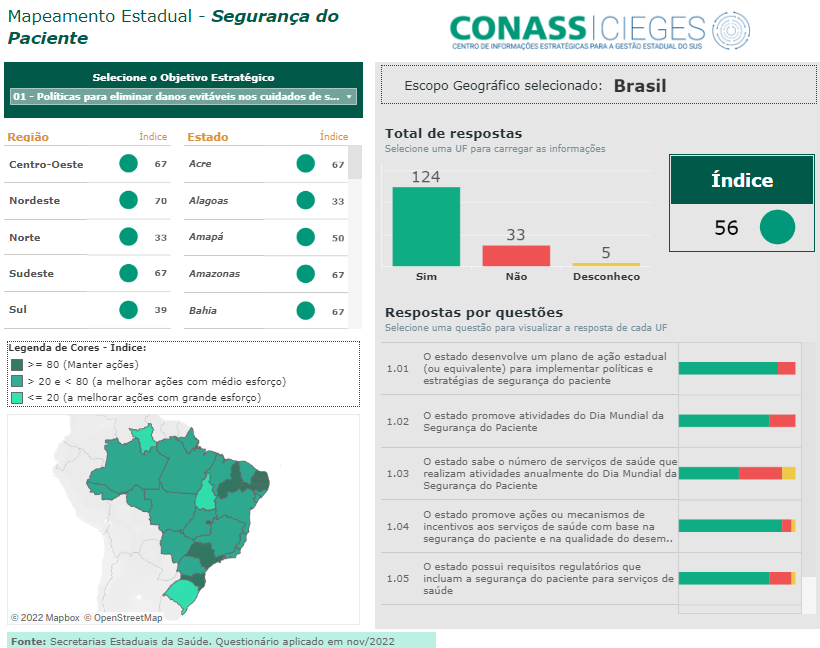 Mapeamento Estadual - Segurança do
Paciente
CONASS CIEGES
CENTRO DE INFORMAÇÕES ESTRATÉGICAS PARA A GESTÃO ESTADUAL DO SUS
Selecione o Objetivo Estratégico
01 - Políticas para eliminar danos evitáveis nos cuidados de s...
Região Índice
Centro-Oeste 67
Nordeste 70
Norte 33
Sudeste 67
Sul 39
Estado Índice
Acre 67
Alagoas 33
Amapá 50
Amazonas 67
Bahia 67
Legenda de Cores - Índice:
>= 80 (Manter ações)
> 20 e < 80 (a melhorar ações com médio esforço)
<= 20 (a melhorar ações com grande esforço)
© 2022 Mapbox © OpenStreetMap
Escopo Geográfico selecionado: Brasil
Total de respostas
Selecione uma UF para carregar as informações
124
33
5
Sim Não Desconheço
Índice
56
Respostas por questões
Selecione uma questão para visualizar a resposta de cada UF
1.01 O estado desenvolve um plano de ação estadual
(ou equivalente) para implementar políticas e
estratégias de segurança do paciente
1.02 O estado promove atividades do Dia Mundial da
Segurança do Paciente
1.03 O estado sabe o número de serviços de saúde que
realizam atividades anualmente do Dia Mundial da
Segurança do Paciente
1.04 O estado promove ações ou mecanismos de
incentivos aos serviços de saúde com base na
segurança do paciente e na qualidade do desem..
1.05 O estado possui requisitos regulatórios que
incluam a segurança do paciente para serviços de
saúde
Fonte: Secretarias Estaduais da Saúde. Questionário aplicado em nov/2022